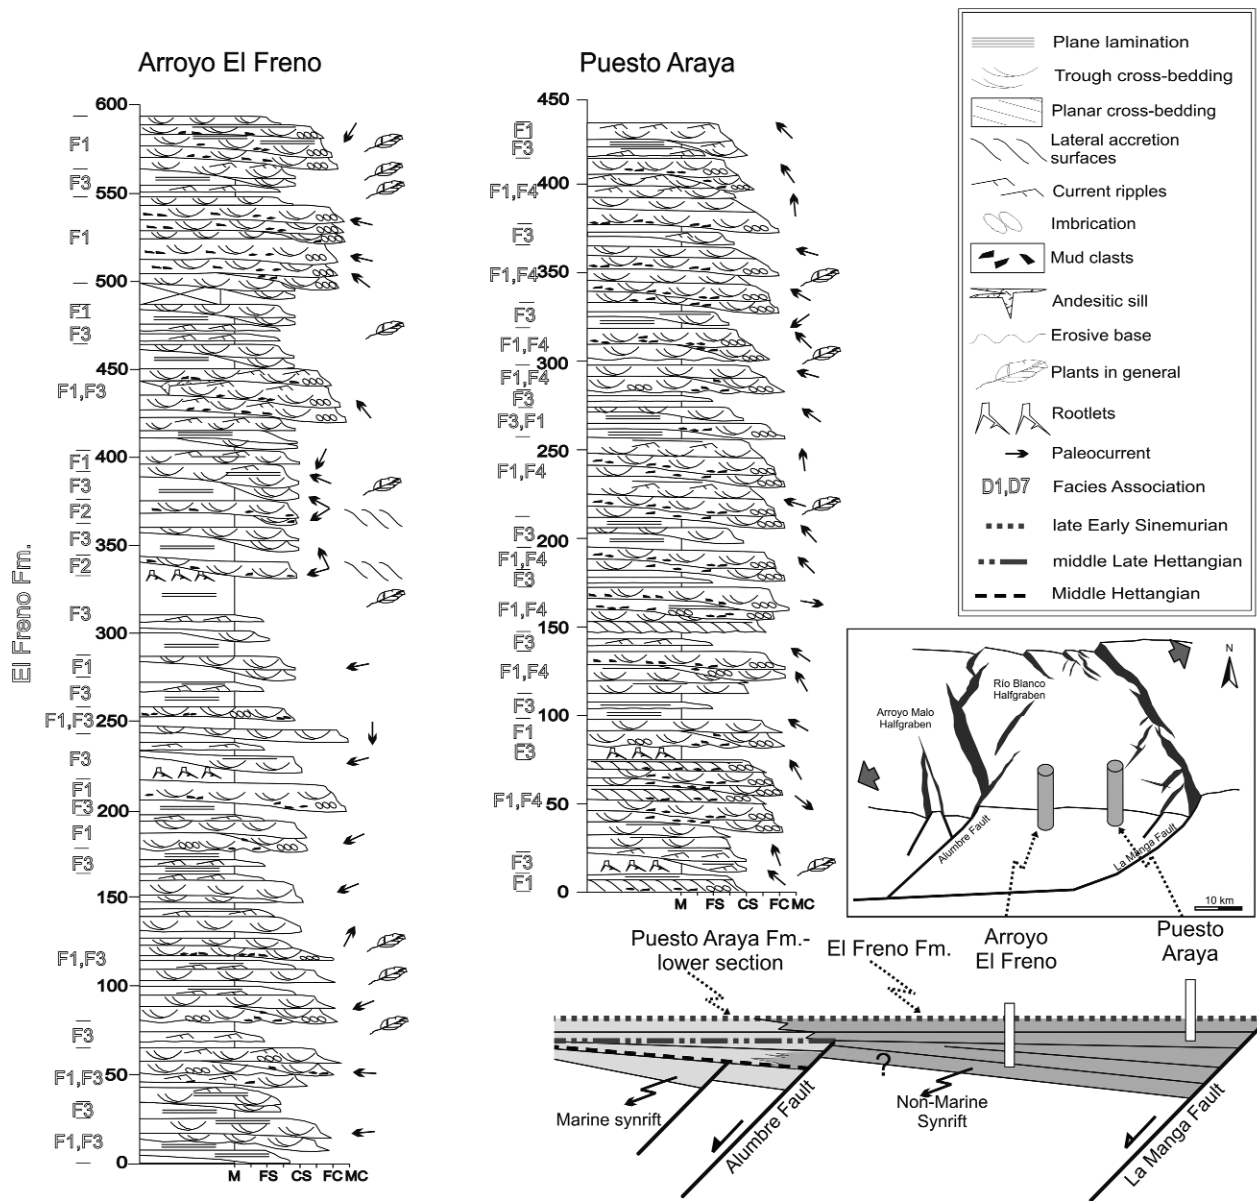 Arroyo El Freno
600
F1
F3
550
F1
500
F1
F3
450
F1,F3
F1
400
F3
F2
F3
350
F2
F3
300
F1
F3
F1,F3
250
F3
F1
F3
200
F1
F3
150
F1,F3
100
F3
F1,F3
50
F3
F1,F3
0
M FS CS FC MC
El Freno Fm.
Puesto Araya
450
F1
F3
400
F1,F4
F3
350
F1,F4
F3
F1,F4
300
F1,F4
F3
F3,F1
250
F1,F4
F3
200
F1,F4
F3
F1,F4
150
F3
F1,F4
F3
100
F1
F3
F1,F4
50
F3
F1
0
M FS CS FC MC
Plane lamination
Trough cross-bedding
Planar cross-bedding
Lateral accretion
surfaces
Current ripples
Imbrication
Mud clasts
Andesitic sill
Erosive base
Plants in general
Rootlets
Paleocurrent
D1,D7 Facies Association
late Early Sinemurian
middle Late Hettangian
Middle Hettangian
N
Río Blanco
Halfgraben
Arroyo Malo
Halfgraben
Alumbre Fault
La Manga Fault
10 km
Puesto Araya Fm.-
lower section
El Freno Fm.
Arroyo
El Freno
Puesto
Araya
?
Marine synrift
Alumbre Fault
Non-Marine
Synrift
La Manga Fault